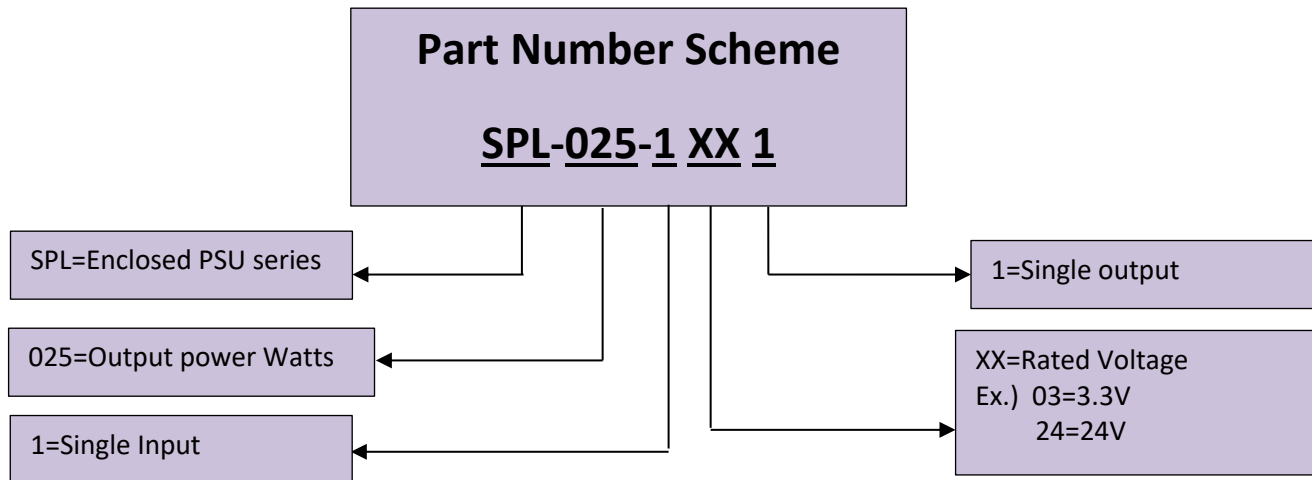 Part Number Scheme
SPL-025-1 XX 1
SPL=Enclosed PSU series
1=Single output
025=Output power Watts
XX=Rated Voltage
Ex.) 03=3.3V
24=24V
1=Single Input